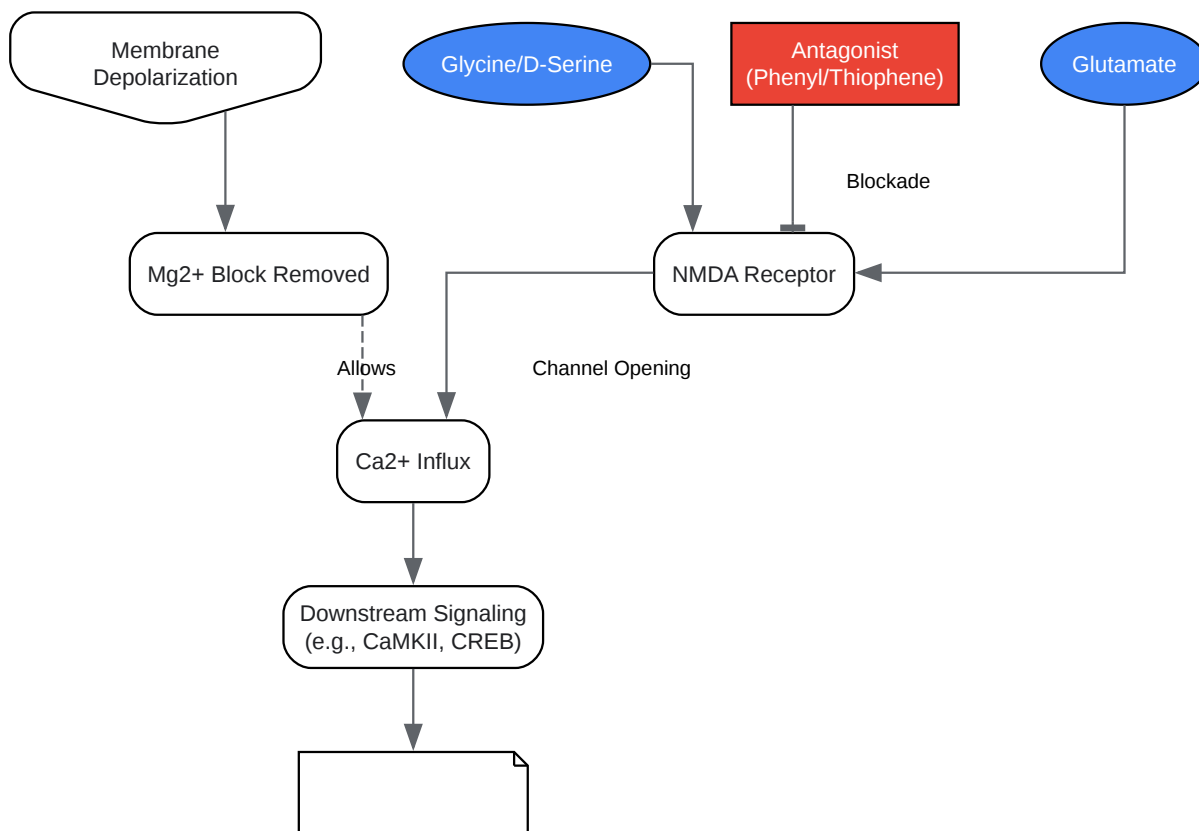 Membrane
Depolarization
Glycine/D-Serine
Antagonist
(Phenyl/Thiophene)
Glutamate
Blockade
Mg2+ Block Removed
NMDA Receptor
Allows
Channel Opening
Ca2+ Influx
Downstream Signaling
(e.g., CaMKII, CREB)